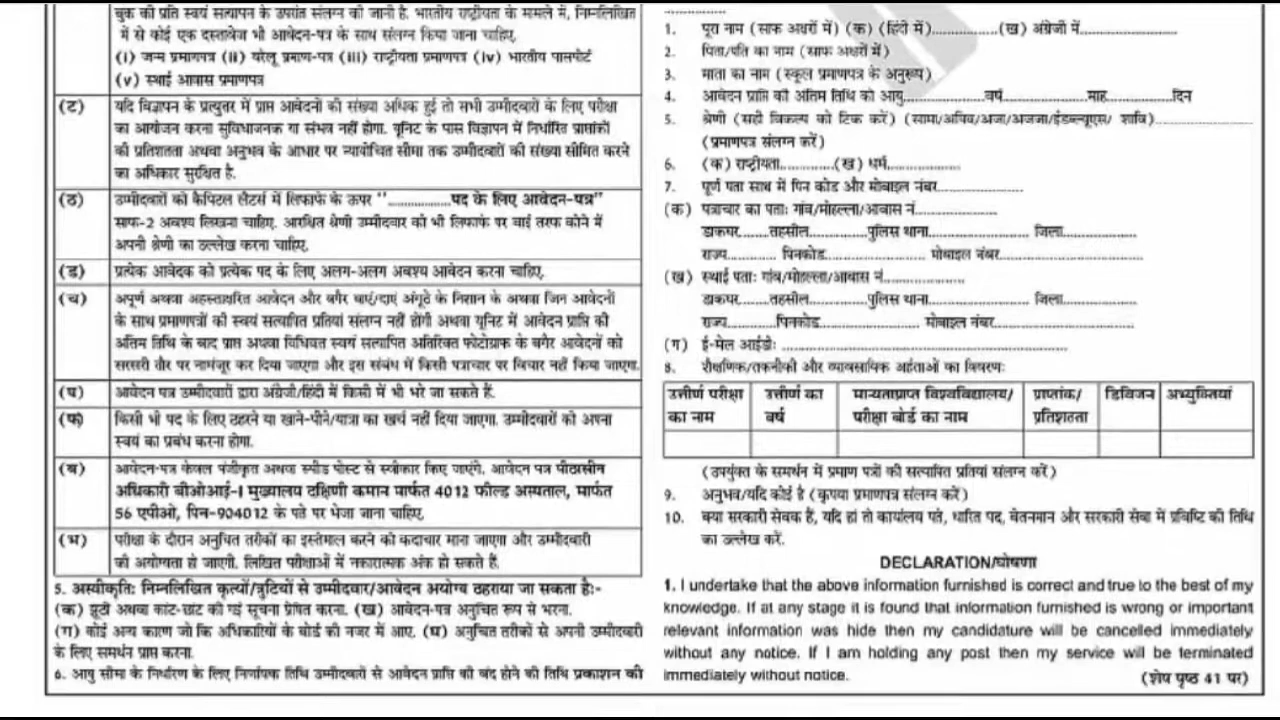 बुक की प्रति स्वयं सत्यापन के उपरांत संलग्न की जानी है. भारतीय राष्ट्रीयता के मामले में, निम्नलिखित
में से कोई एक दस्तावेज भी आवेदन-पत्र के साथ संलग्न किया जाना चाहिए.
(i) जन्म प्रमाणपत्र (ii) घरेलू प्रमाण-पत्र (iii) राष्ट्रीयता प्रमाणपत्र (iv) भारतीय पासपोर्ट
(v) स्थाई आवास प्रमाणपत्र
(ट) यदि विज्ञापन के प्रत्युत्तर में प्राप्त आवेदनों की संख्या अधिक हुई तो सभी उम्मीदवारों के लिए परीक्षा
का आयोजन करना सुविधाजनक या संभव नहीं होगा. यूनिट के पास विज्ञापन में निर्धारित प्राप्तांकों
की प्रतिशतता अथवा अनुभव के आधार पर न्यायोचित सीमा तक उम्मीदवारों की संख्या सीमित करने
का अधिकार सुरक्षित है.
(ठ) उम्मीदवारों को कैपिटल लैटर्स में लिफाफे के ऊपर "..................पद के लिए आवेदन-पत्र"
साफ-2 अवश्य लिखना चाहिए. आरक्षित श्रेणी उम्मीदवार को भी लिफाफे पर बाईं तरफ कोने में
अपनी श्रेणी का उल्लेख करना चाहिए.
(ड) प्रत्येक आवेदक को प्रत्येक पद के लिए अलग-अलग अवश्य आवेदन करना चाहिए.
(च) अपूर्ण अथवा अहस्ताक्षरित आवेदन और बगैर बाएं/दाएं अंगूठे के निशान के अथवा जिन आवेदनों
के साथ प्रमाणपत्रों की स्वयं सत्यापित प्रतियां संलग्न नहीं होंगी अथवा यूनिट में आवेदन प्राप्ति की
अंतिम तिथि के बाद प्राप्त अथवा विधिवत स्वयं सत्यापित अतिरिक्त फोटोग्राफ के बगैर आवेदनों को
सरसरी तौर पर नामंजूर कर दिया जाएगा और इस संबंध में किसी पत्राचार पर विचार नहीं किया जाएगा.
(प) आवेदन पत्र उम्मीदवारों द्वारा अंग्रेजी/हिंदी में किसी में भी भरे जा सकते हैं.
(फ) किसी भी पद के लिए ठहरने या खाने-पीने/यात्रा का खर्च नहीं दिया जाएगा. उम्मीदवारों को अपना
स्वयं का प्रबंध करना होगा.
(ब) आवेदन-पत्र केवल पंजीकृत अथवा स्पीड पोस्ट से स्वीकार किए जाएंगे. आवेदन पत्र पीठासीन
अधिकारी बीओआई-I मुख्यालय दक्षिणी कमान मार्फत 4012 फील्ड अस्पताल, मार्फत
56 एपीओ, पिन-904012 के पते पर भेजा जाना चाहिए.
(भ) परीक्षा के दौरान अनुचित तरीकों का इस्तेमाल करने को कदाचार माना जाएगा और उम्मीदवारी
की अयोग्यता हो जाएगी. लिखित परीक्षाओं में नकारात्मक अंक हो सकते हैं.
5. अस्वीकृति: निम्नलिखित कृत्यों/त्रुटियों से उम्मीदवार/आवेदन अयोग्य ठहराया जा सकता है:-
(क) झूठी अथवा कांट-छांट की गई सूचना प्रेषित करना. (ख) आवेदन-पत्र अनुचित रूप से भरना.
(ग) कोई अन्य कारण जो कि अधिकारियों के बोर्ड की नजर में आए. (घ) अनुचित तरीकों से अपनी उम्मीदवारी
के लिए समर्थन प्राप्त करना.
6. आयु सीमा के निर्धारण के लिए निर्णायक तिथि उम्मीदवारों से आवेदन प्राप्ति की बंद होने की तिथि प्रकाशन की
1. पूरा नाम (साफ अक्षरों में) (क) (हिंदी में)..................(ख) अंग्रेजी में..........................
2. पिता/पति का नाम (साफ अक्षरों में)
3. माता का नाम (स्कूल प्रमाणपत्र के अनुरूप)
4. आवेदन प्राप्ति की अंतिम तिथि को आयु......................वर्ष......................माह..................दिन
5. श्रेणी (सही विकल्प को टिक करें) (सामा/अपिव/अजा/अजजा/ईडब्ल्यूएस/ शावि)..........................
(प्रमाणपत्र संलग्न करें)
6. (क) राष्ट्रीयता..............(ख) धर्म...................
7. पूर्ण पता साथ में पिन कोड और मोबाइल नंबर......................
(क) पत्राचार का पता: गांव/मोहल्ला/आवास नं......................
डाकघर........तहसील................पुलिस थाना............................ जिला..........................
राज्य............ पिनकोड.................... मोबाइल नंबर....................................
(ख) स्थाई पता: गांव/मोहल्ला/आवास नं.....................
डाकघर........तहसील................पुलिस थाना............................ जिला..........................
राज्य............पिनकोड.......................... मोबाइल नंबर....................................
(ग) ई-मेल आईडी: ..........................................................................
8. शैक्षणिक/तकनीकी और व्यावसायिक अर्हताओं का विवरण:
उत्तीर्ण परीक्षा का नाम | उत्तीर्ण का वर्ष | मान्यताप्राप्त विश्वविद्यालय/ परीक्षा बोर्ड का नाम | प्राप्तांक/ प्रतिशतता | डिविजन | अभ्युक्तियां
(उपर्युक्त के समर्थन में प्रमाण पत्रों की सत्यापित प्रतियां संलग्न करें)
9. अनुभव/यदि कोई है (कृपया प्रमाणपत्र संलग्न करें)
10. क्या सरकारी सेवक हैं, यदि हां तो कार्यालय पते, धारित पद, वेतनमान और सरकारी सेवा में प्रविष्टि की तिथि
का उल्लेख करें.
DECLARATION/घोषणा
1. I undertake that the above information furnished is correct and true to the best of my
knowledge. If at any stage it is found that information furnished is wrong or important
relevant information was hide then my candidature will be cancelled immediately
without any notice. If I am holding any post then my service will be terminated
immediately without notice.
(शेष पृष्ठ 41 पर)